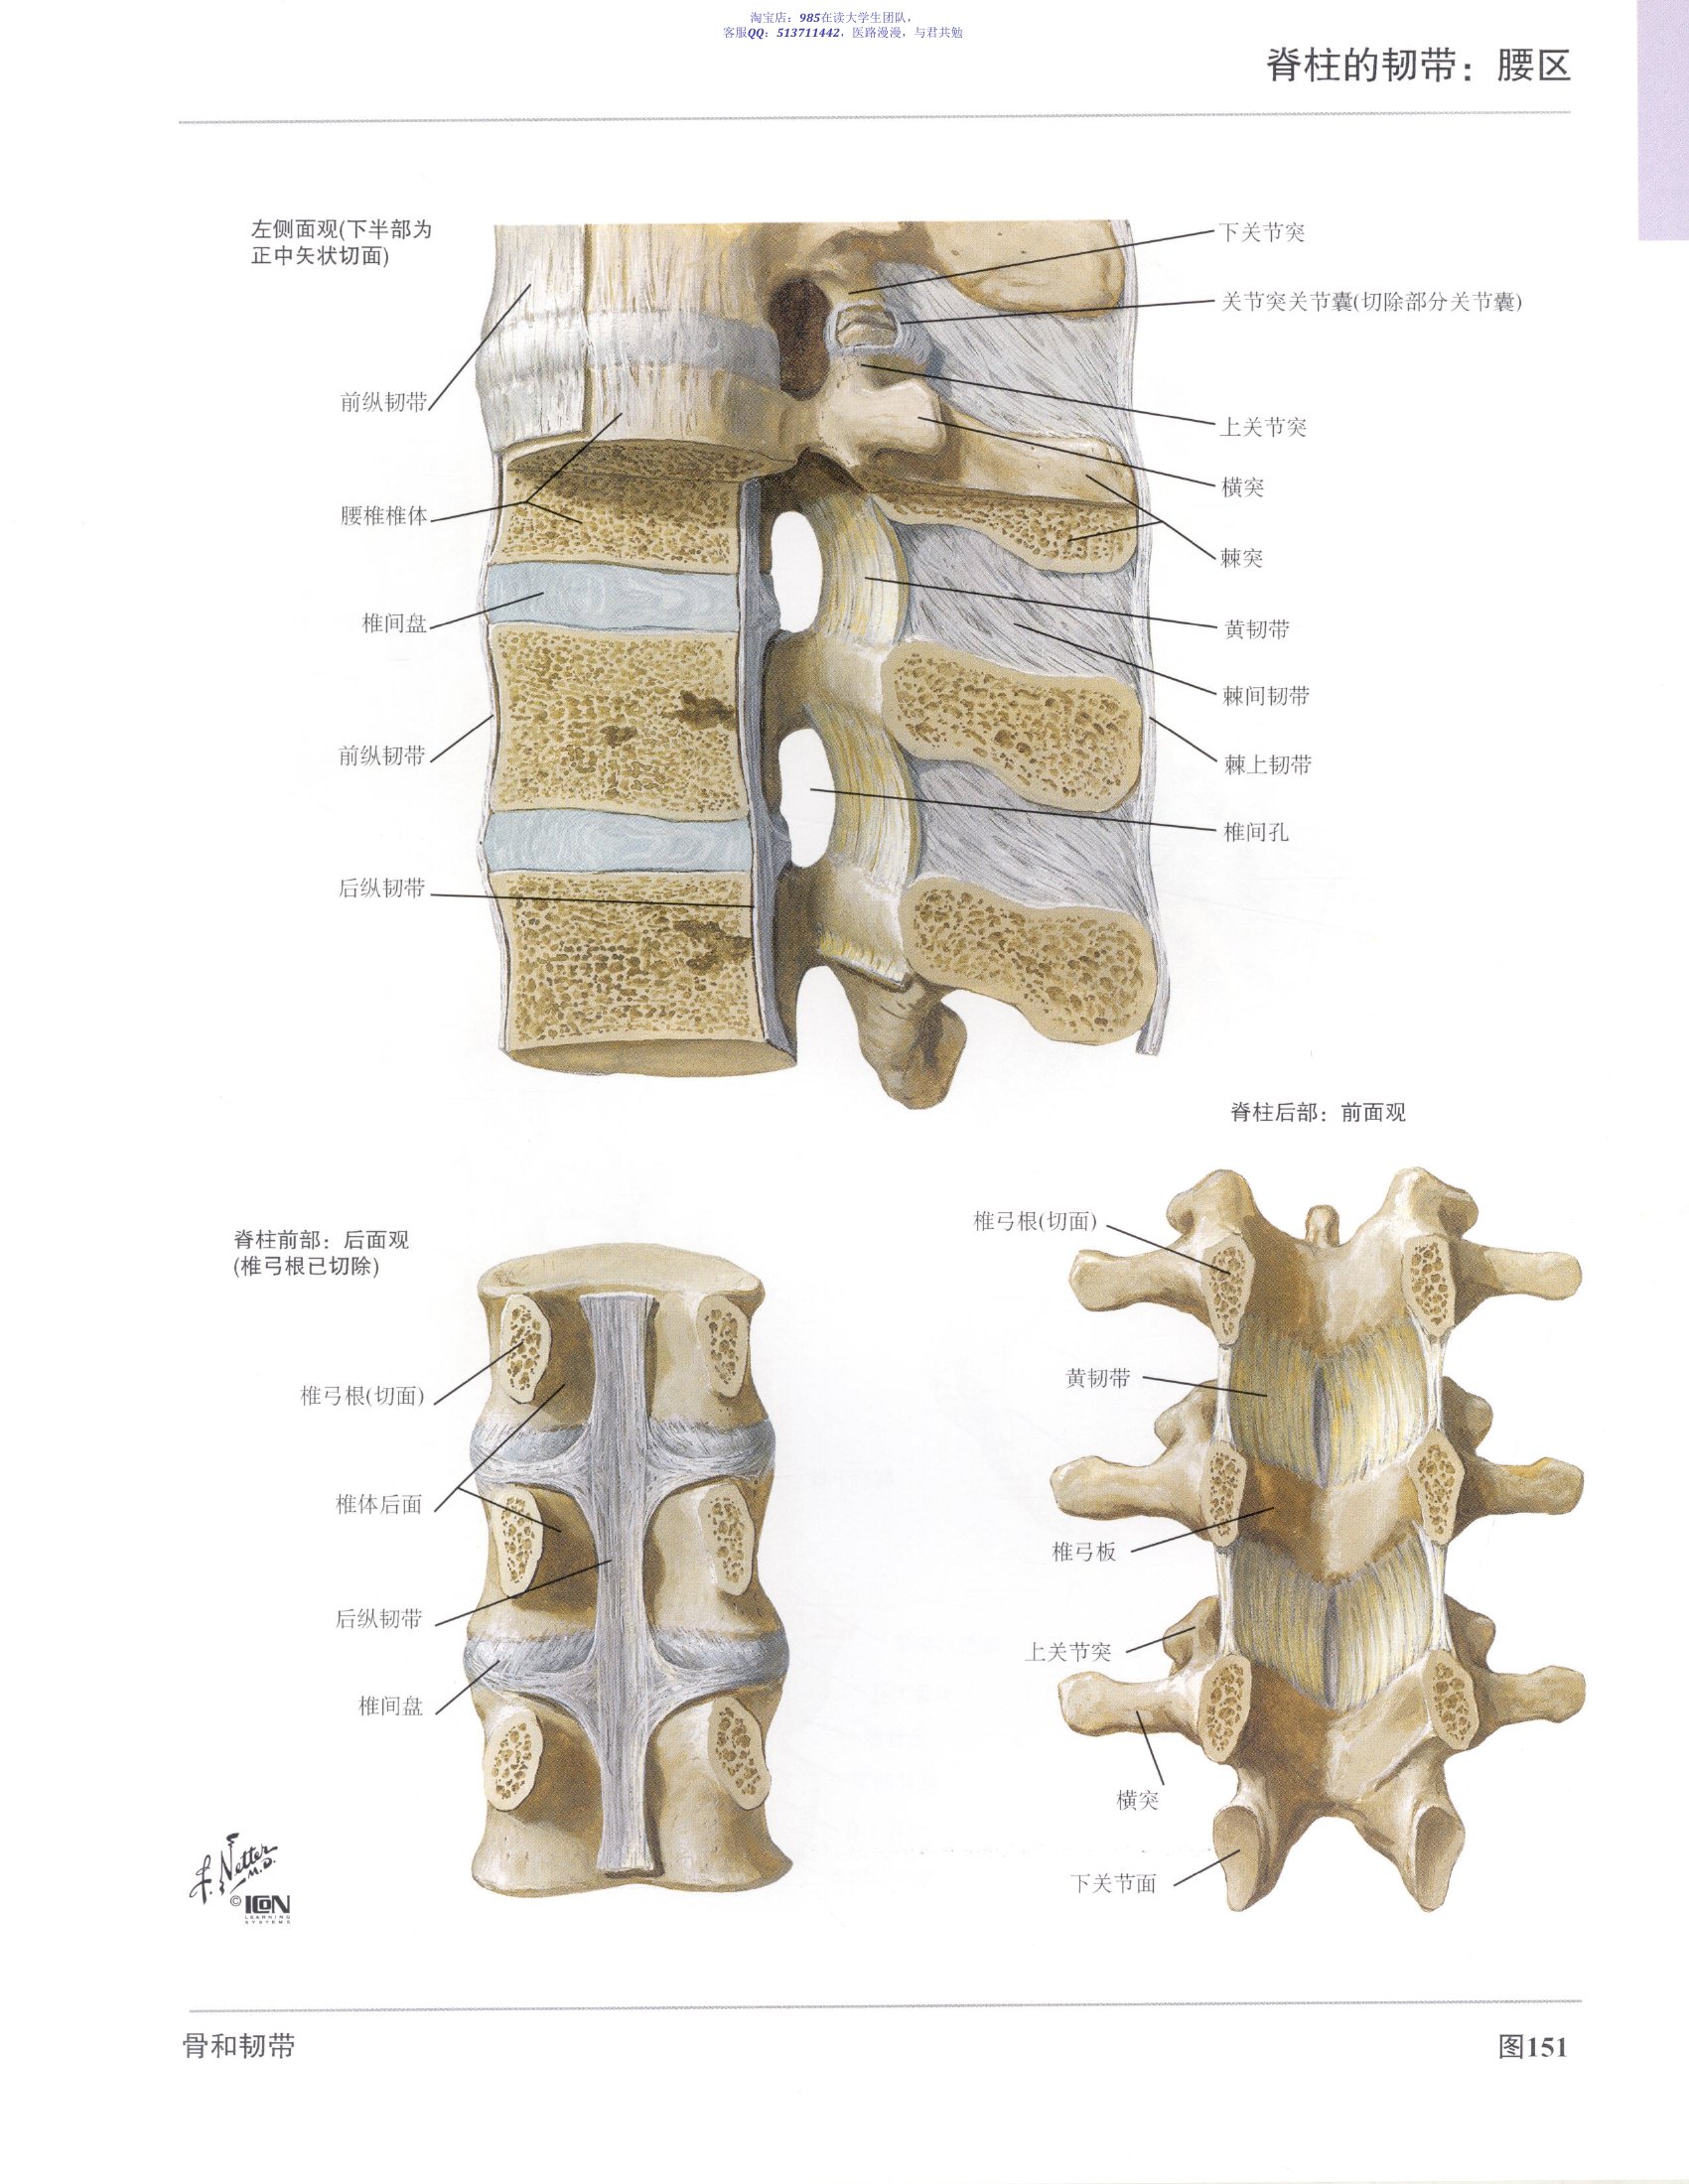 淘宝店：985在读大学生团队，
客服QQ：513711442，医路漫漫，与君共勉
脊柱的韧带：腰区
左侧面观(下半部为
正中矢状切面)
前纵韧带
腰椎椎体
椎间盘
前纵韧带
后纵韧带
下关节突
关节突关节囊(切除部分关节囊)
上关节突
横突
棘突
黄韧带
棘间韧带
棘上韧带
椎间孔
脊柱前部：后面观
(椎弓根已切除)
椎弓根(切面)
椎体后面
后纵韧带
椎间盘
脊柱后部：前面观
椎弓根(切面)
黄韧带
椎弓板
上关节突
横突
下关节面
F. Netter
M.D.
© ICON
LEARNING
SYSTEMS
骨和韧带
图151